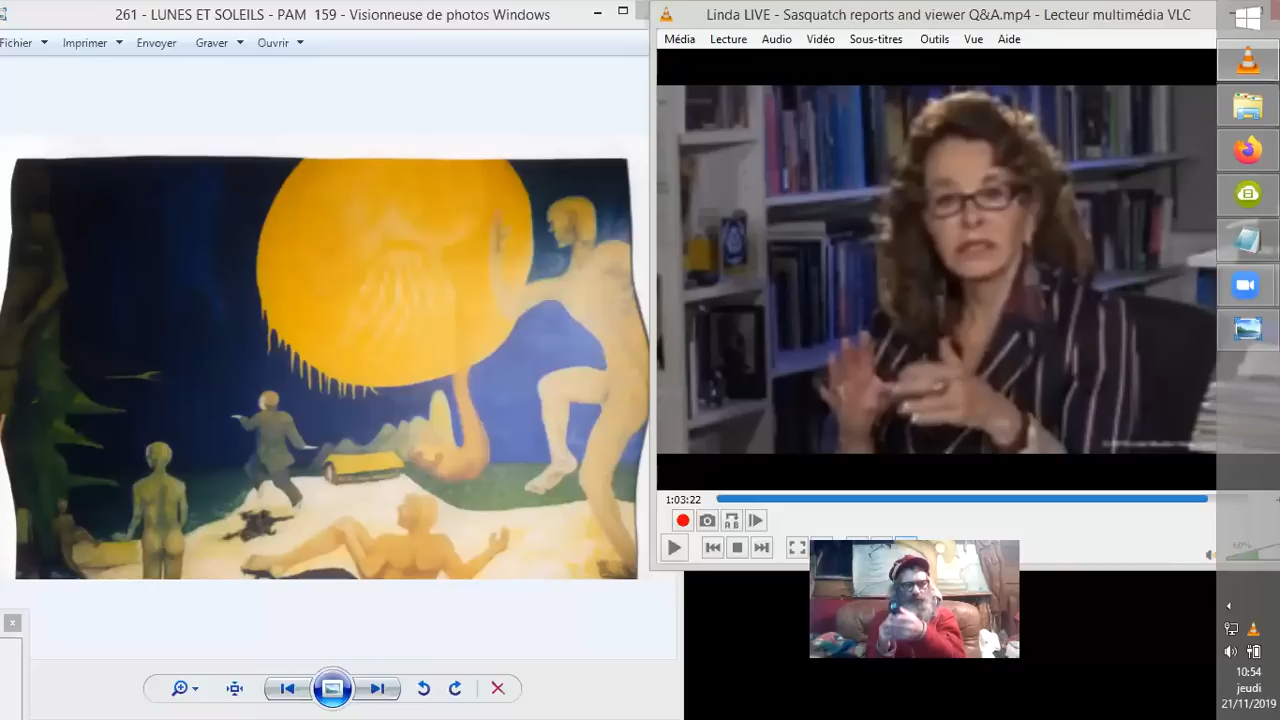 261 - LUNES ET SOLEILS - PAM 159 - Visionneuse de photos Windows
Fichier Imprimer Envoyer Graver Ouvrir
Linda LIVE - Sasquatch reports and viewer Q&A.mp4 - Lecteur multimédia VLC
Média Lecture Audio Vidéo Sous-titres Outils Vue Aide
1:03:22
A B
60%
x
10:54
jeudi
21/11/2019